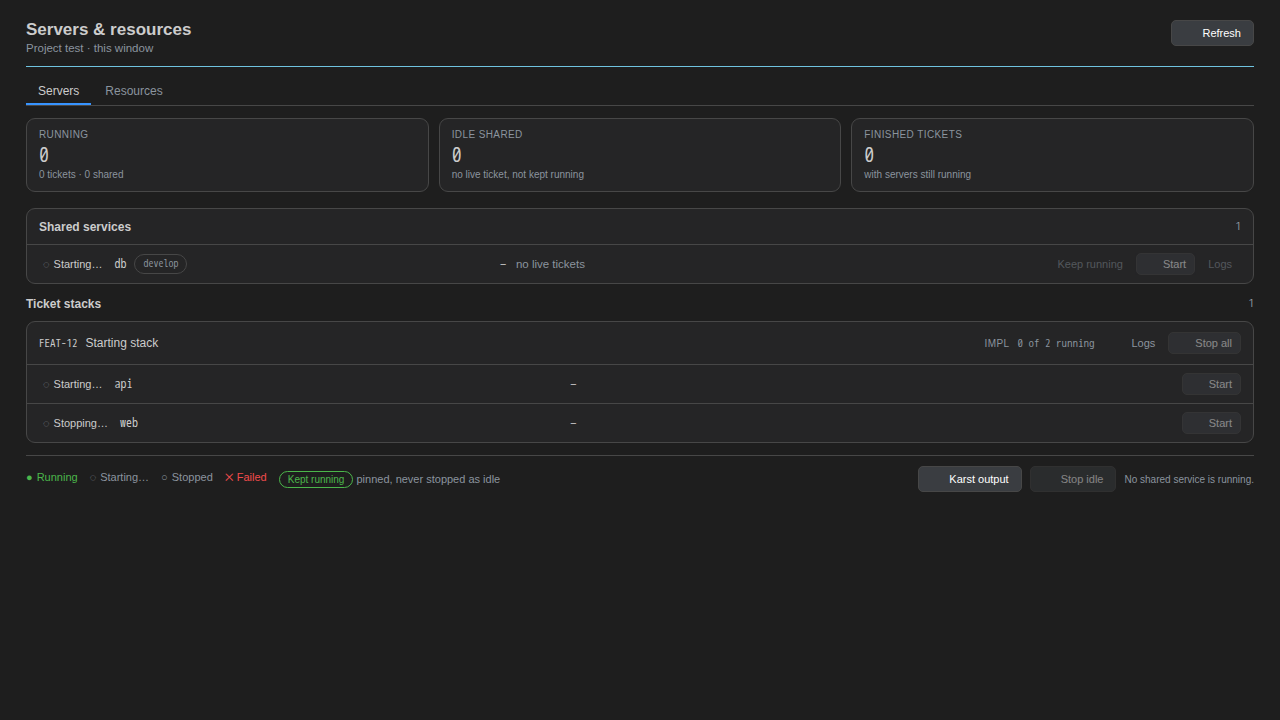 Servers & resources
Project test · this window
Refresh
Servers
Resources
RUNNING
0
0 tickets · 0 shared
IDLE SHARED
0
no live ticket, not kept running
FINISHED TICKETS
0
with servers still running
Shared services
1
Starting… db develop – no live tickets Keep running Start Logs
Ticket stacks
1
FEAT-12 Starting stack IMPL 0 of 2 running Logs Stop all
Starting… api – Start
Stopping… web – Start
Running Starting… Stopped Failed Kept running pinned, never stopped as idle Karst output Stop idle No shared service is running.